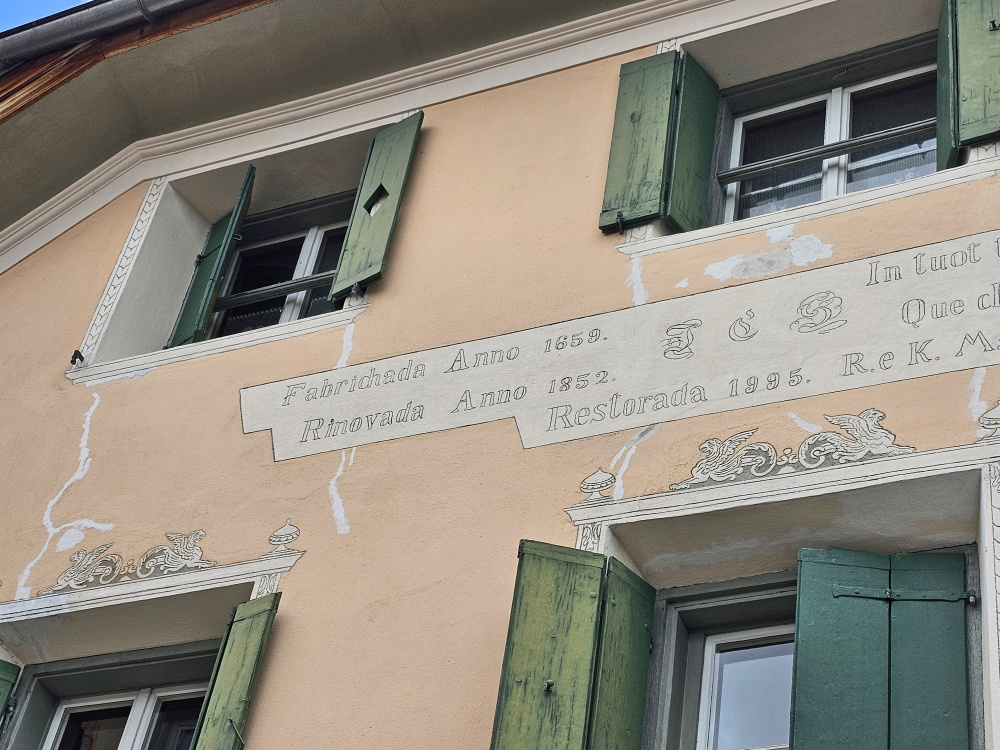 Fabrichada Anno 1659.
Rinovada Anno 1852.
Restorada 1995.
J C S
In tuot
Que
R. e K.